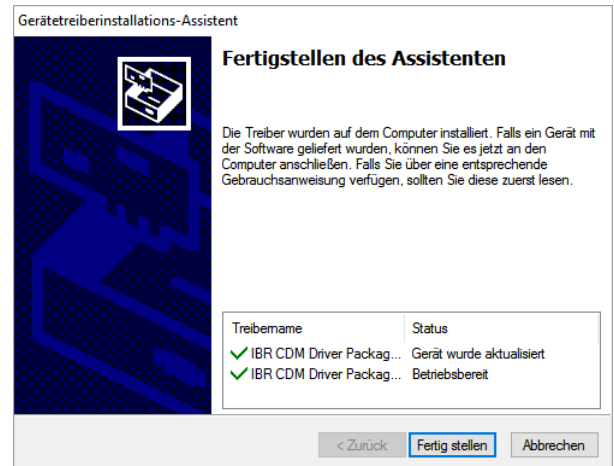 Gerätetreiberinstallations-Assistent
Fertigstellen des Assistenten
Die Treiber wurden auf dem Computer installiert. Falls ein Gerät mit
der Software geliefert wurden, können Sie es jetzt an den
Computer anschließen. Falls Sie über eine entsprechende
Gebrauchsanweisung verfügen, sollten Sie diese zuerst lesen.
Treibername Status
IBR CDM Driver Packag... Gerät wurde aktualisiert
IBR CDM Driver Packag... Betriebsbereit
< Zurück Fertig stellen Abbrechen